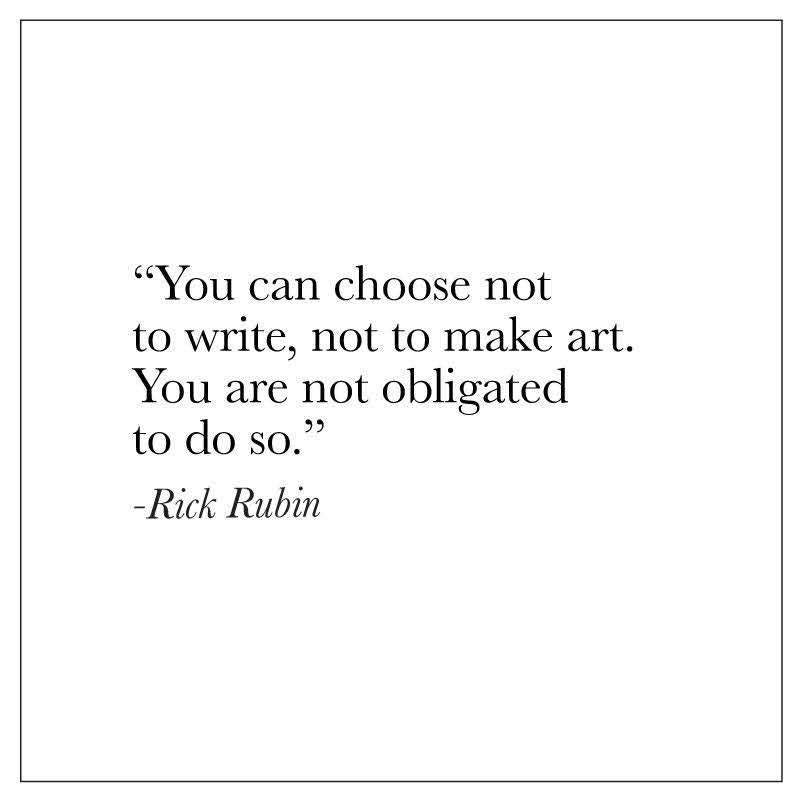 “You can choose not
to write, not to make art.
You are not obligated
to do so.”
-Rick Rubin